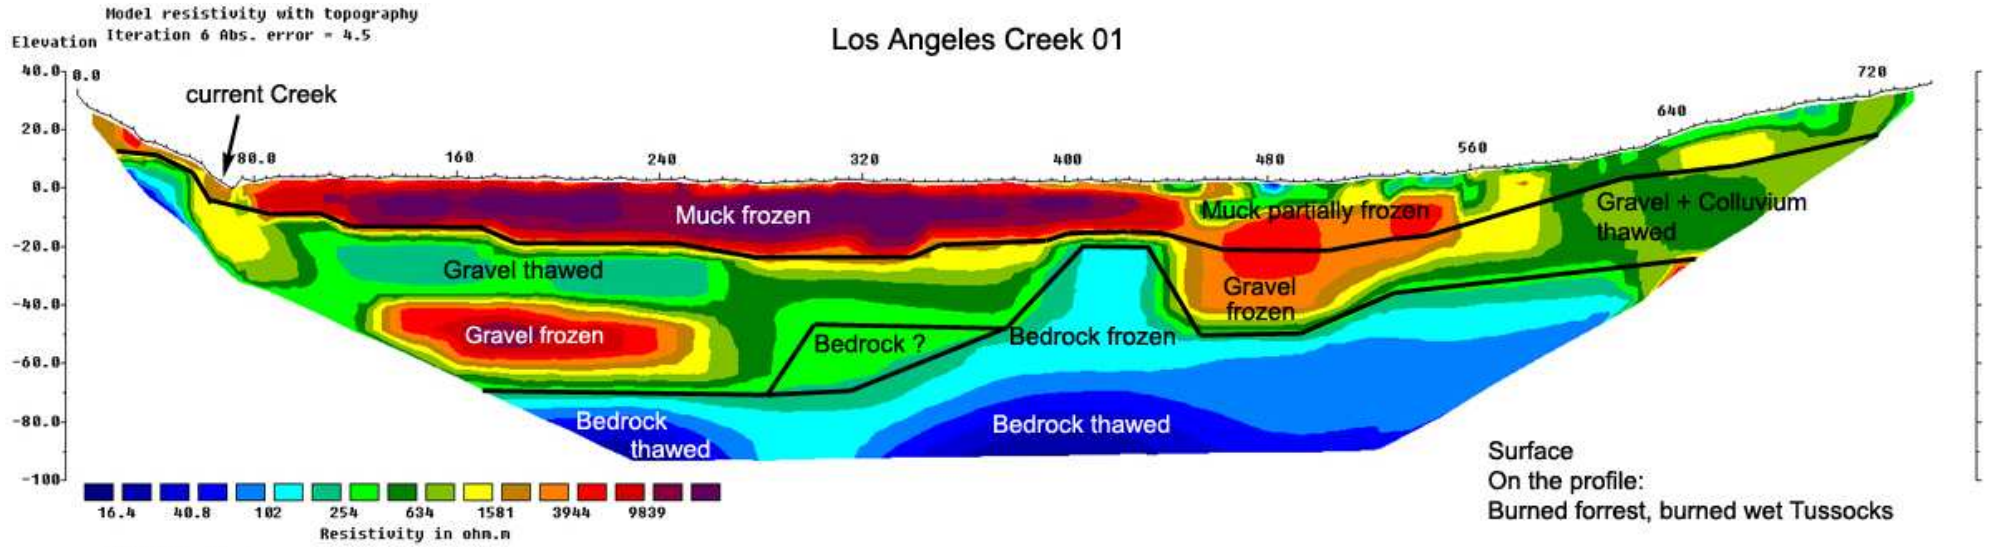 Model resistivity with topography
Iteration 6 Abs. error = 4.5
Los Angeles Creek 01
Elevation
40.0
0.0
720
current Creek
640
20.0
80.0
160
240
320
400
480
560
0.0
Muck frozen
Muck partially frozen
Gravel + Colluvium
thawed
-20.0
Gravel thawed
Gravel
frozen
-40.0
Gravel frozen
Bedrock ?
Bedrock frozen
-60.0
-80.0
Bedrock
thawed
Bedrock thawed
-100
Surface
On the profile:
Burned forrest, burned wet Tussocks
16.4 40.8 102 254 634 1581 3944 9839
Resistivity in ohm.m